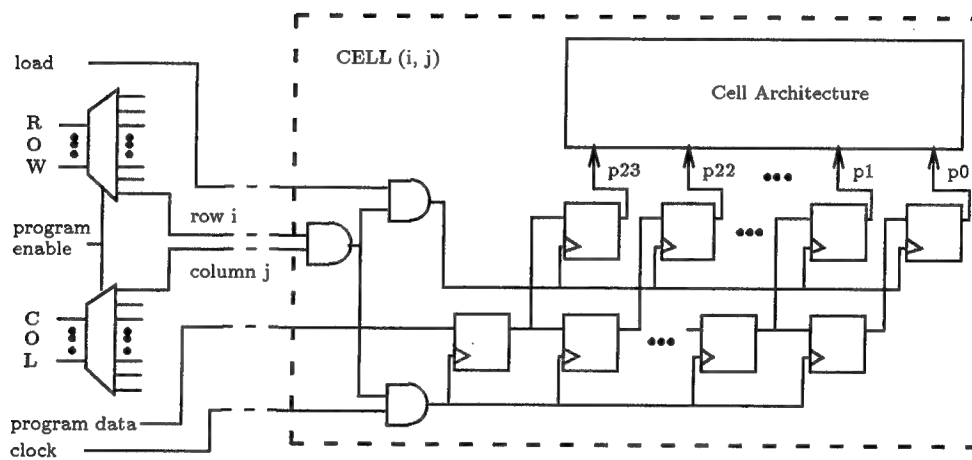 load
CELL (i, j)
Cell Architecture
R
O
W
p23
p22
p1
p0
row i
program
enable
column j
C
O
L
program data
clock